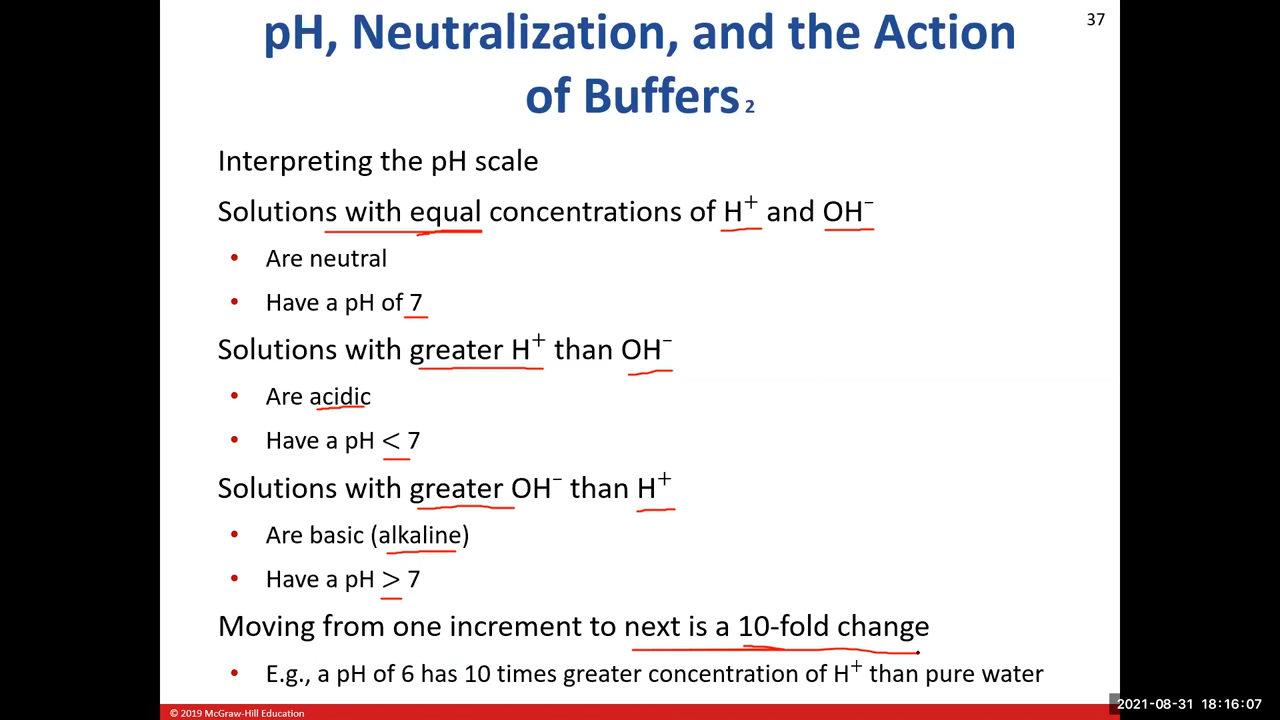 37
pH, Neutralization, and the Action
of Buffers 2
Interpreting the pH scale
Solutions with equal concentrations of H⁺ and OH⁻
• Are neutral
• Have a pH of 7
Solutions with greater H⁺ than OH⁻
• Are acidic
• Have a pH < 7
Solutions with greater OH⁻ than H⁺
• Are basic (alkaline)
• Have a pH > 7
Moving from one increment to next is a 10-fold change
• E.g., a pH of 6 has 10 times greater concentration of H⁺ than pure water
© 2019 McGraw-Hill Education
2021-08-31 18:16:07